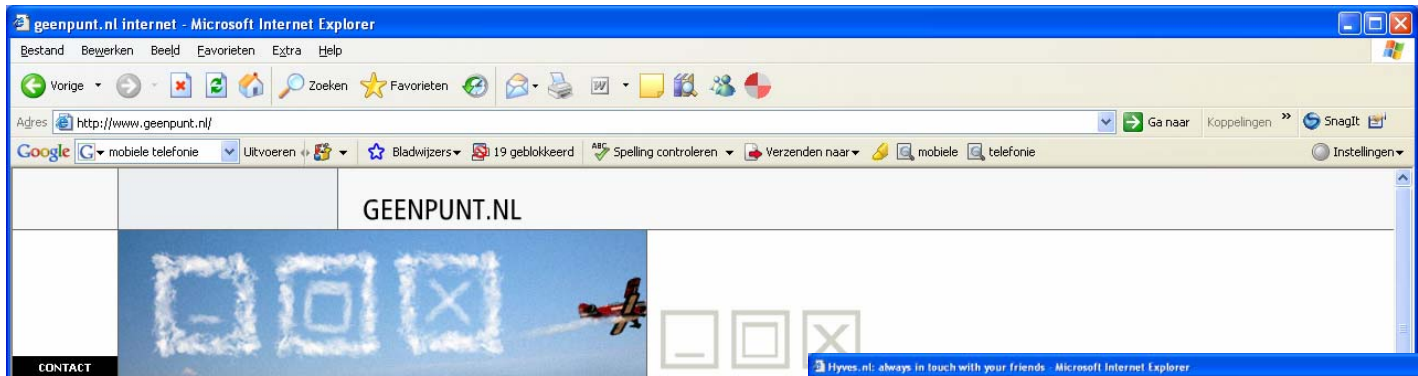 geenpunt.nl internet - Microsoft Internet Explorer
Bestand Bewerken Beeld Favorieten Extra Help
Vorige Zoeken Favorieten
Adres http://www.geenpunt.nl/ Ga naar Koppelingen » SnagIt
Google G mobiele telefonie Uitvoeren Bladwijzers 19 geblokkeerd ABC Spelling controleren Verzenden naar mobiele telefonie Instellingen
GEENPUNT.NL
CONTACT
Hyves.nl: always in touch with your friends - Microsoft Internet Explorer